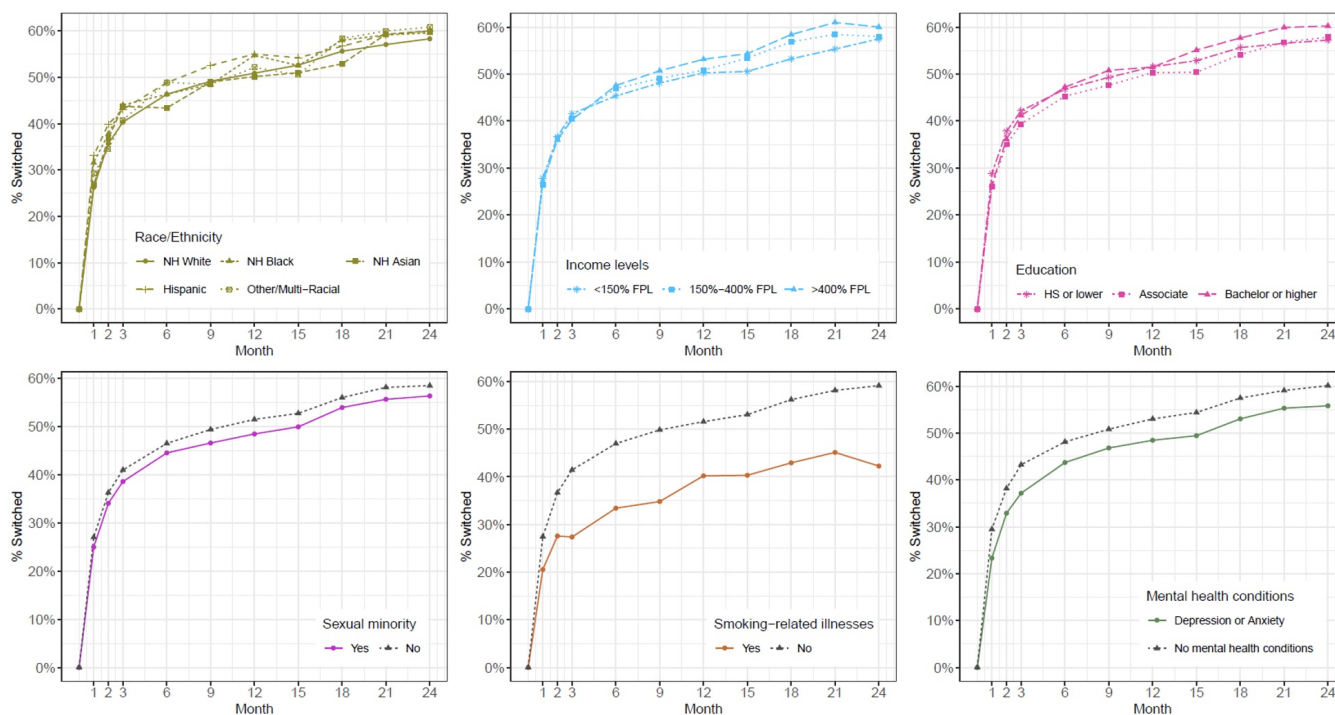 60%
50%
40%
30%
20%
10%
0%
% Switched
Race/Ethnicity
NH White NH Black NH Asian
Hispanic Other/Multi-Racial
1 2 3 6 9 12 15 18 21 24
Month
60%
50%
40%
30%
20%
10%
0%
% Switched
Income levels
<150% FPL 150%-400% FPL >400% FPL
1 2 3 6 9 12 15 18 21 24
Month
60%
50%
40%
30%
20%
10%
0%
% Switched
Education
HS or lower Associate Bachelor or higher
1 2 3 6 9 12 15 18 21 24
Month
60%
50%
40%
30%
20%
10%
0%
% Switched
Sexual minority
Yes No
1 2 3 6 9 12 15 18 21 24
Month
60%
50%
40%
30%
20%
10%
0%
% Switched
Smoking-related illnesses
Yes No
1 2 3 6 9 12 15 18 21 24
Month
60%
50%
40%
30%
20%
10%
0%
% Switched
Mental health conditions
Depression or Anxiety
No mental health conditions
1 2 3 6 9 12 15 18 21 24
Month